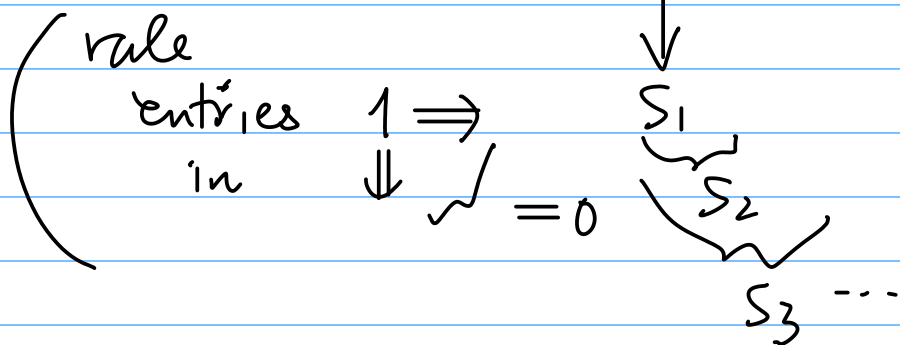 rule
entries 1 ⇒ S₁
in ⇓ = 0 S₂
S₃ ...